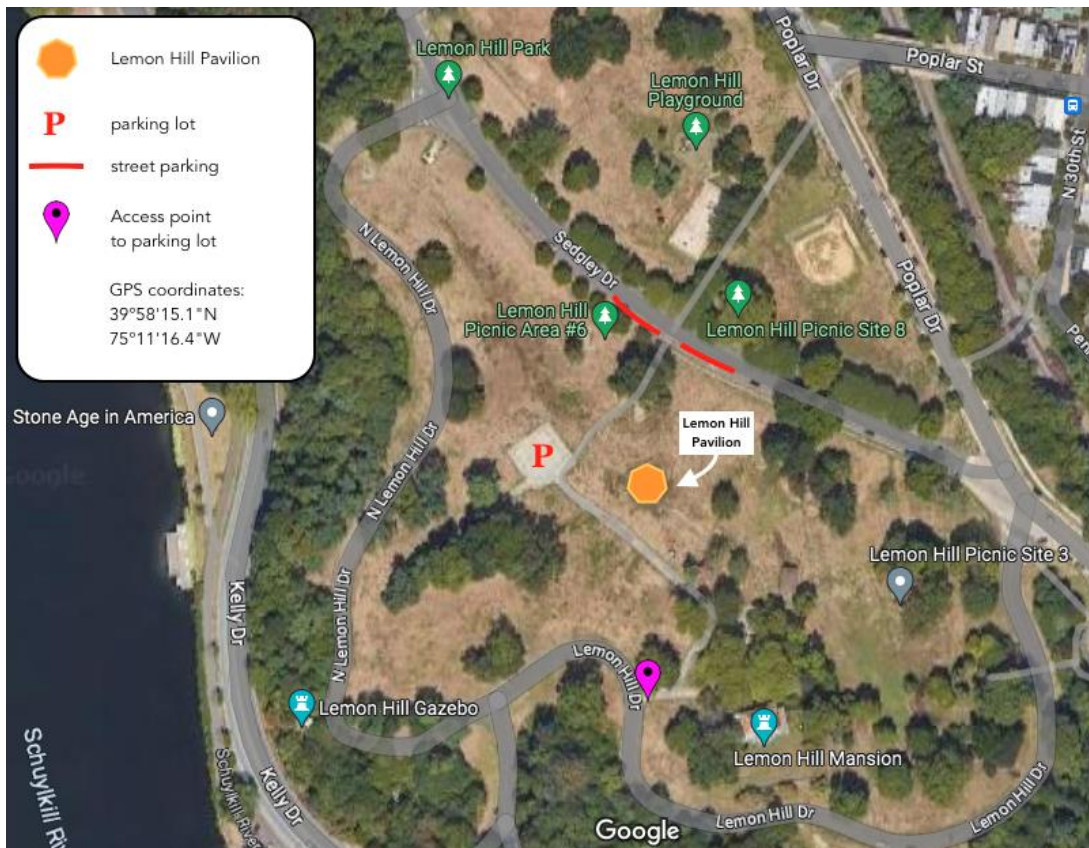 Lemon Hill Pavilion
P
parking lot
street parking
Access point
to parking lot
GPS coordinates:
39°58'15.1"N
75°11'16.4"W
Lemon Hill Park
Lemon Hill
Playground
Poplar Dr
Poplar St
N 30th St
N Lemon Hill Dr
Sedgley Dr
Poplar Dr
Lemon Hill
Picnic Area #6
Lemon Hill Picnic Site 8
Stone Age in America
Google
N Lemon Hill Dr
P
Lemon Hill
Pavilion
Lemon Hill Picnic Site 3
Kelly Dr
N Lemon Hill Dr
Lemon Hill Dr
Lemon Hill Gazebo
Lemon Hill Mansion
Schuylkill Riv
Schuylkill River
Kelly Dr
Google
Lemon Hill Dr
Lemon Hill Dr